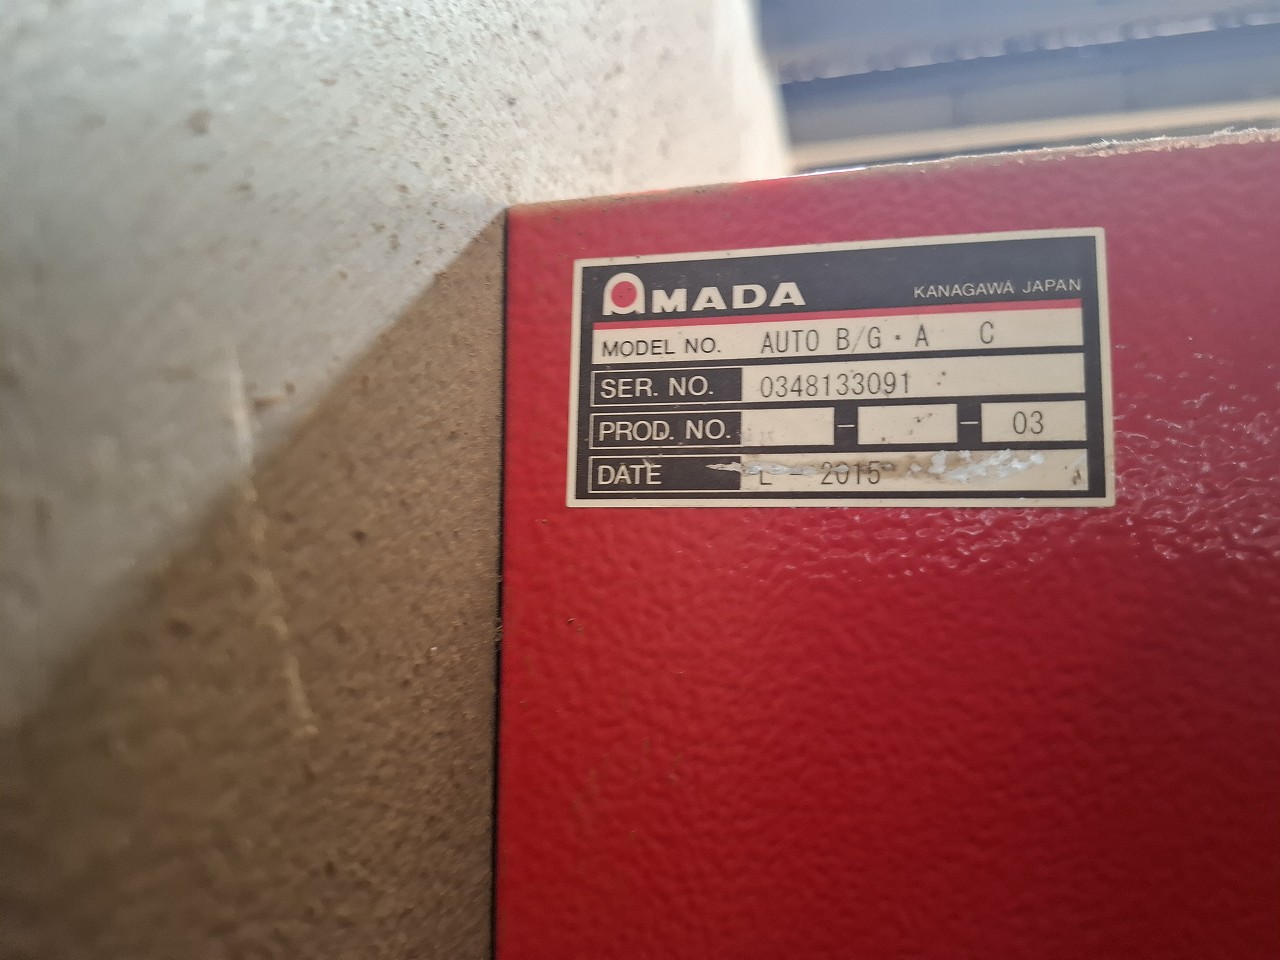 AMADA
KANAGAWA JAPAN
MODEL NO. AUTO B/G・A C
SER. NO. 0348133091
PROD. NO. - - 03
DATE L - 2015